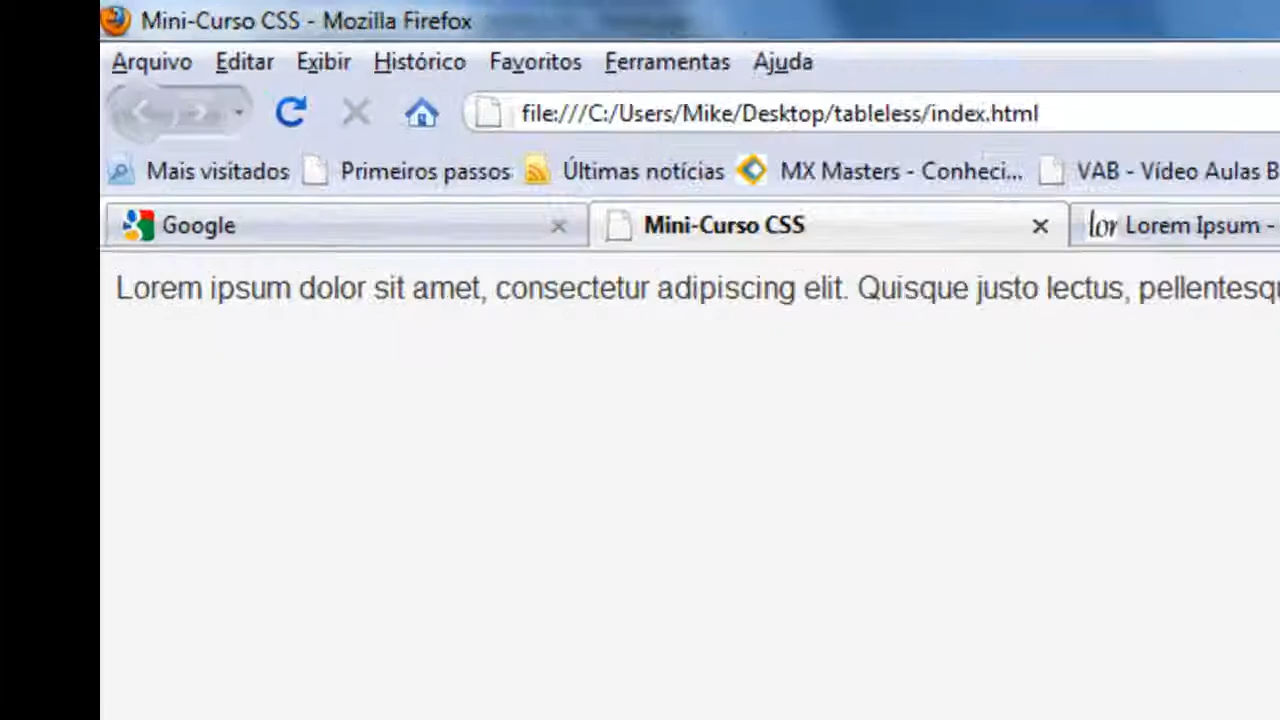 Mini-Curso CSS - Mozilla Firefox
Arquivo Editar Exibir Histórico Favoritos Ferramentas Ajuda
file:///C:/Users/Mike/Desktop/tableless/index.html
Mais visitados Primeiros passos Últimas notícias MX Masters - Conheci... VAB - Vídeo Aulas B
Google Mini-Curso CSS lor Lorem Ipsum -
Lorem ipsum dolor sit amet, consectetur adipiscing elit. Quisque justo lectus, pellentesqu